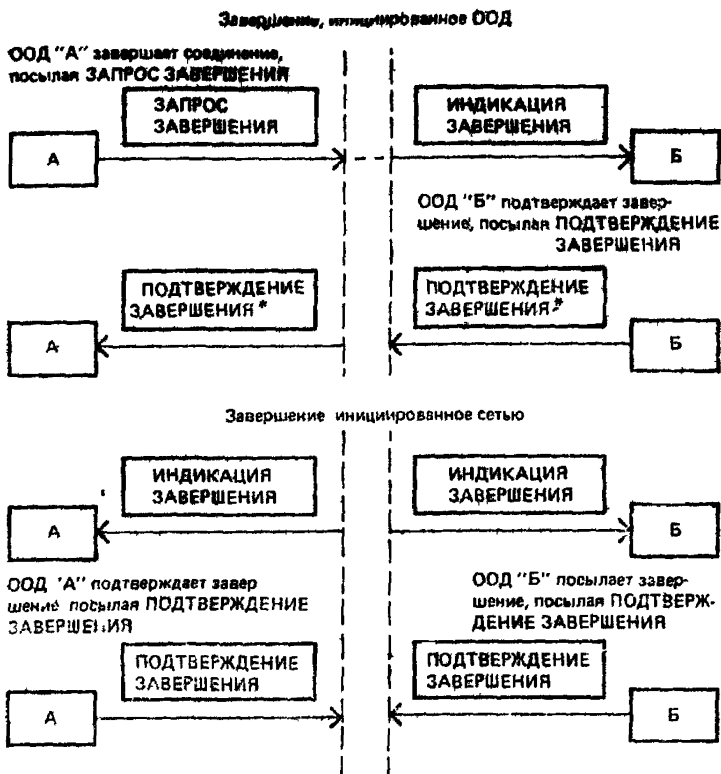 Завершение, инициированное ООД
ООД "А" завершает соединение,
посылая ЗАПРОС ЗАВЕРШЕНИЯ
ЗАПРОС
ЗАВЕРШЕНИЯ
ИНДИКАЦИЯ
ЗАВЕРШЕНИЯ
А
Б
ООД "Б" подтверждает завер-
шение, посылая ПОДТВЕРЖДЕНИЕ
ЗАВЕРШЕНИЯ
ПОДТВЕРЖДЕНИЕ
ЗАВЕРШЕНИЯ*
ПОДТВЕРЖДЕНИЕ
ЗАВЕРШЕНИЯ*
А
Б
Завершение инициированное сетью
ИНДИКАЦИЯ
ЗАВЕРШЕНИЯ
ИНДИКАЦИЯ
ЗАВЕРШЕНИЯ
А
Б
ООД 'А" подтверждает завер
шение посылая ПОДТВЕРЖДЕНИЕ
ЗАВЕРШЕНИЯ
ООД "Б" посылает завер-
шение, посылая ПОДТВЕРЖ-
ДЕНИЕ ЗАВЕРШЕНИЯ
ПОДТВЕРЖДЕНИЕ
ЗАВЕРШЕНИЯ
ПОДТВЕРЖДЕНИЕ
ЗАВЕРШЕНИЯ
А
Б